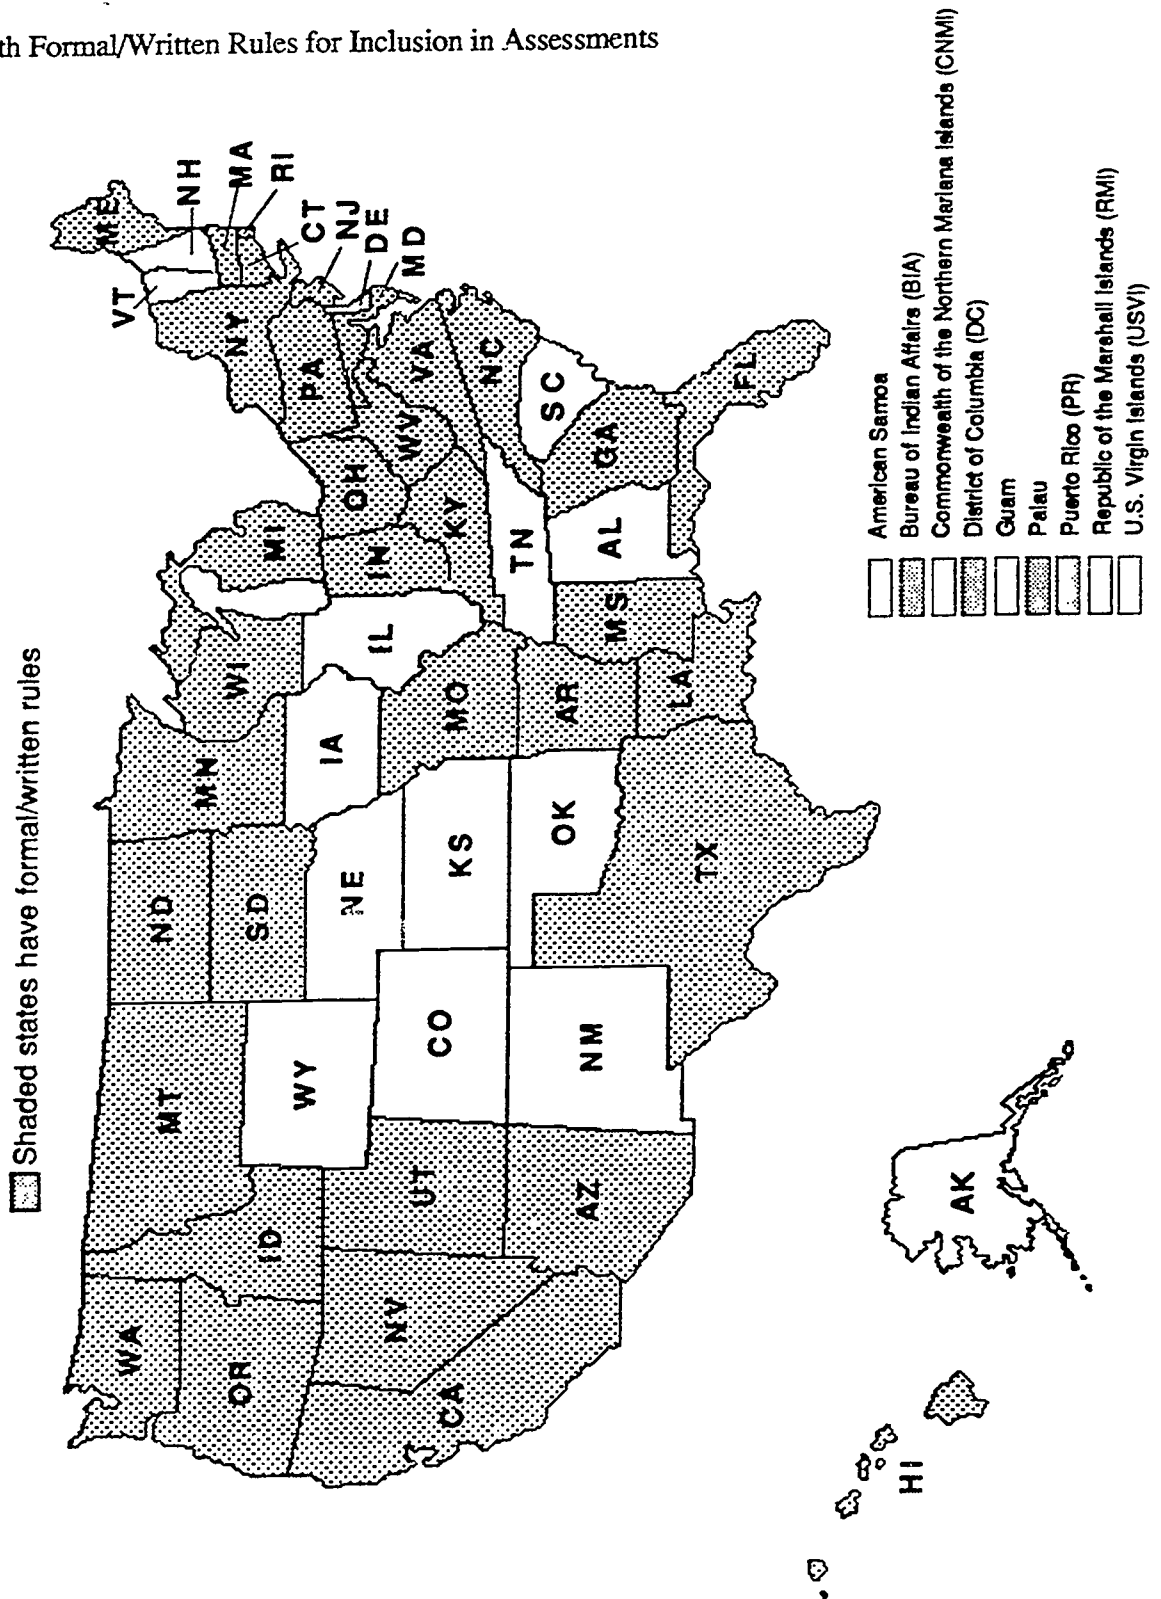 th Formal/Written Rules for Inclusion in Assessments
Shaded states have formal/written rules
WA
OR
CA
NV
ID
MT
WY
UT
AZ
CO
NM
ND
SD
NE
KS
OK
TX
MN
IA
MO
AR
LA
WI
IL
MS
MI
IN
OH
KY
TN
AL
GA
FL
SC
NC
VA
WV
PA
NY
VT
ME
NH
MA
RI
CT
NJ
DE
MD
AK
HI
American Samoa
Bureau of Indian Affairs (BIA)
Commonwealth of the Northern Mariana Islands (CNMI)
District of Columbia (DC)
Guam
Palau
Puerto Rico (PR)
Republic of the Marshall Islands (RMI)
U.S. Virgin Islands (USVI)